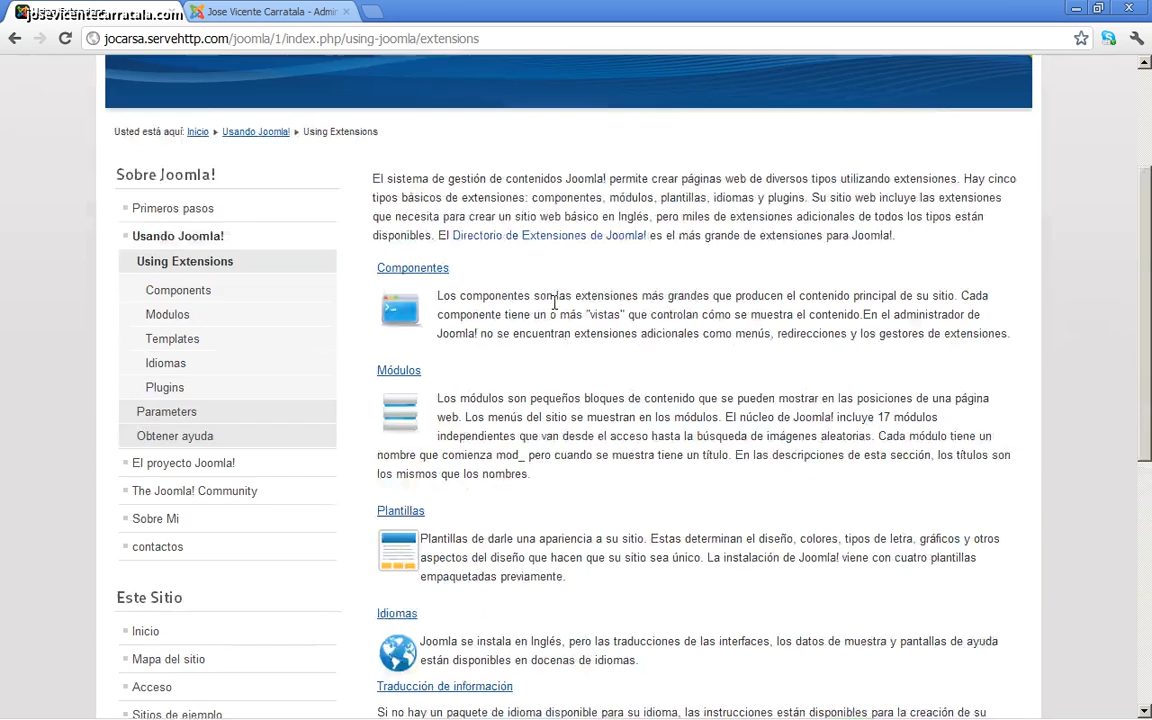 josevicentecarratala.com
Jose Vicente Carratala - Admin
jocarsa.servehttp.com/joomla/1/index.php/using-joomla/extensions
Usted está aquí: Inicio Usando Joomla! Using Extensions
Sobre Joomla!
Primeros pasos
Usando Joomla!
Using Extensions
Components
Modulos
Templates
Idiomas
Plugins
Parameters
Obtener ayuda
El proyecto Joomla!
The Joomla! Community
Sobre Mi
contactos
Este Sitio
Inicio
Mapa del sitio
Acceso
Sitios de ejemplo
El sistema de gestión de contenidos Joomla! permite crear páginas web de diversos tipos utilizando extensiones. Hay cinco
tipos básicos de extensiones: componentes, módulos, plantillas, idiomas y plugins. Su sitio web incluye las extensiones
que necesita para crear un sitio web básico en Inglés, pero miles de extensiones adicionales de todos los tipos están
disponibles. El Directorio de Extensiones de Joomla! es el más grande de extensiones para Joomla!.
Componentes
Los componentes son las extensiones más grandes que producen el contenido principal de su sitio. Cada
componente tiene un o más "vistas" que controlan cómo se muestra el contenido.En el administrador de
Joomla! no se encuentran extensiones adicionales como menús, redirecciones y los gestores de extensiones.
Módulos
Los módulos son pequeños bloques de contenido que se pueden mostrar en las posiciones de una página
web. Los menús del sitio se muestran en los módulos. El núcleo de Joomla! incluye 17 módulos
independientes que van desde el acceso hasta la búsqueda de imágenes aleatorias. Cada módulo tiene un
nombre que comienza mod_ pero cuando se muestra tiene un título. En las descripciones de esta sección, los títulos son
los mismos que los nombres.
Plantillas
Plantillas de darle una apariencia a su sitio. Estas determinan el diseño, colores, tipos de letra, gráficos y otros
aspectos del diseño que hacen que su sitio sea único. La instalación de Joomla! viene con cuatro plantillas
empaquetadas previamente.
Idiomas
Joomla se instala en Inglés, pero las traducciones de las interfaces, los datos de muestra y pantallas de ayuda
están disponibles en docenas de idiomas.
Traducción de información
Si no hay un paquete de idioma disponible para su idioma, las instrucciones están disponibles para la creación de su